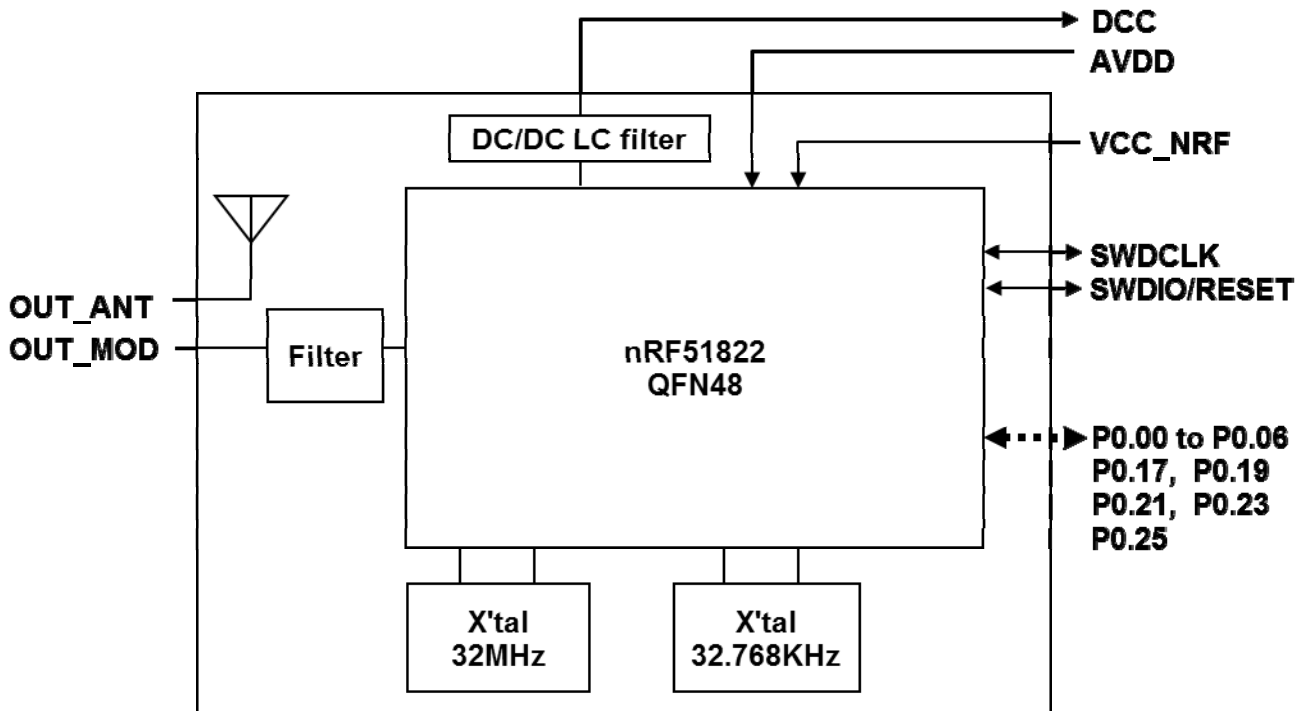 DCC
AVDD
DC/DC LC filter
VCC_NRF
SWDCLK
SWDIO/RESET
OUT_ANT
OUT_MOD
Filter
nRF51822
QFN48
P0.00 to P0.06
P0.17, P0.19
P0.21, P0.23
P0.25
X'tal
32MHz
X'tal
32.768KHz